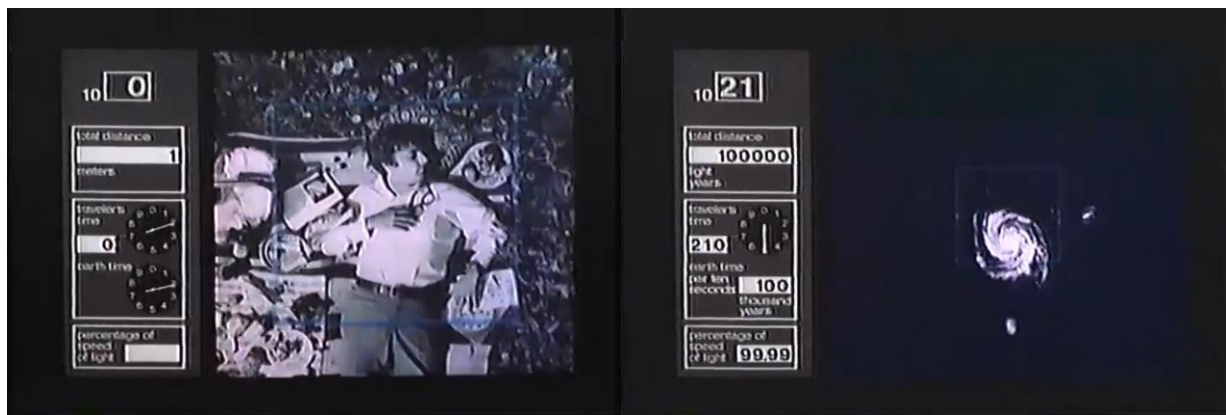 10 0
total distance
1
meters
traveler's
time
0
earth time
percentage of
speed
of light
10 21
total distance
100000
light
years
traveler's
time
210
earth time
per ten
seconds 100
thousand
years
percentage of
speed
of light 99.99